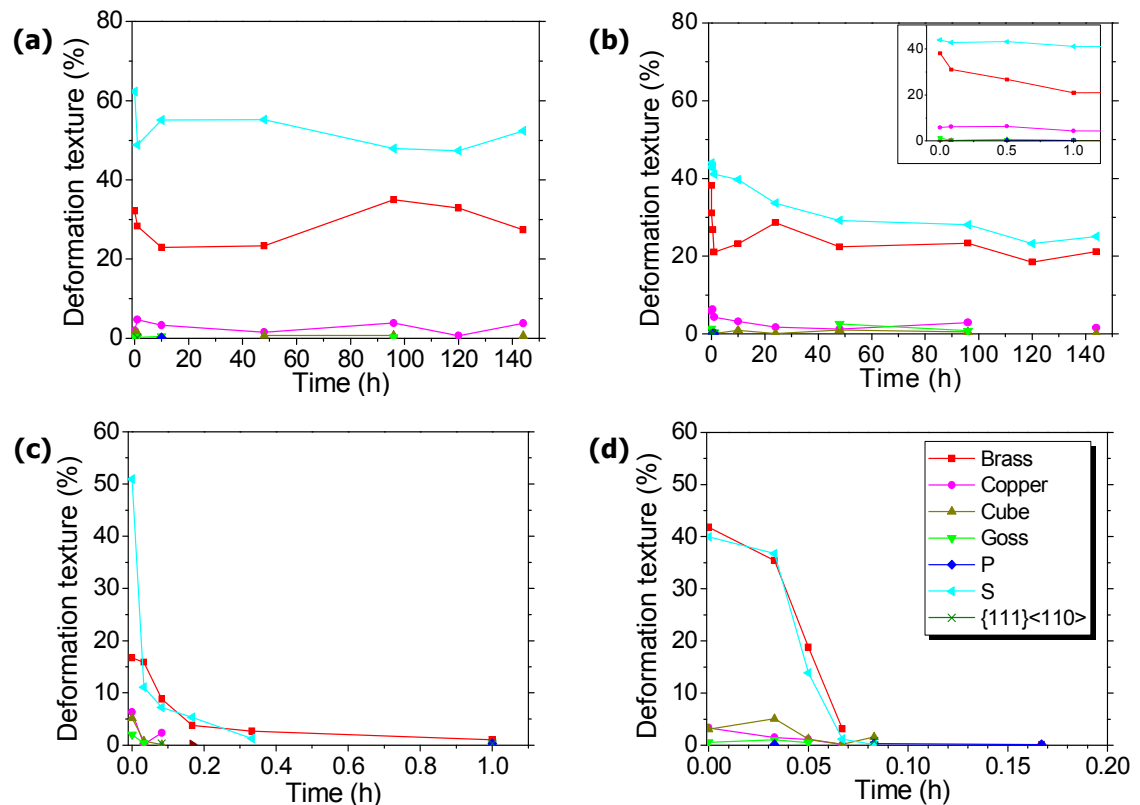 (a)
Deformation texture (%)
80
60
40
20
0
0 20 40 60 80 100 120 140
Time (h)
(b)
Deformation texture (%)
80
60
40
20
0
0 20 40 60 80 100 120 140
Time (h)
40
20
0
0.0 0.5 1.0
(c)
Deformation texture (%)
60
50
40
30
20
10
0
0.0 0.2 0.4 0.6 0.8 1.0
Time (h)
(d)
Deformation texture (%)
60
50
40
30
20
10
0
0.00 0.05 0.10 0.15 0.20
Time (h)
Brass
Copper
Cube
Goss
P
S
{111}<110>